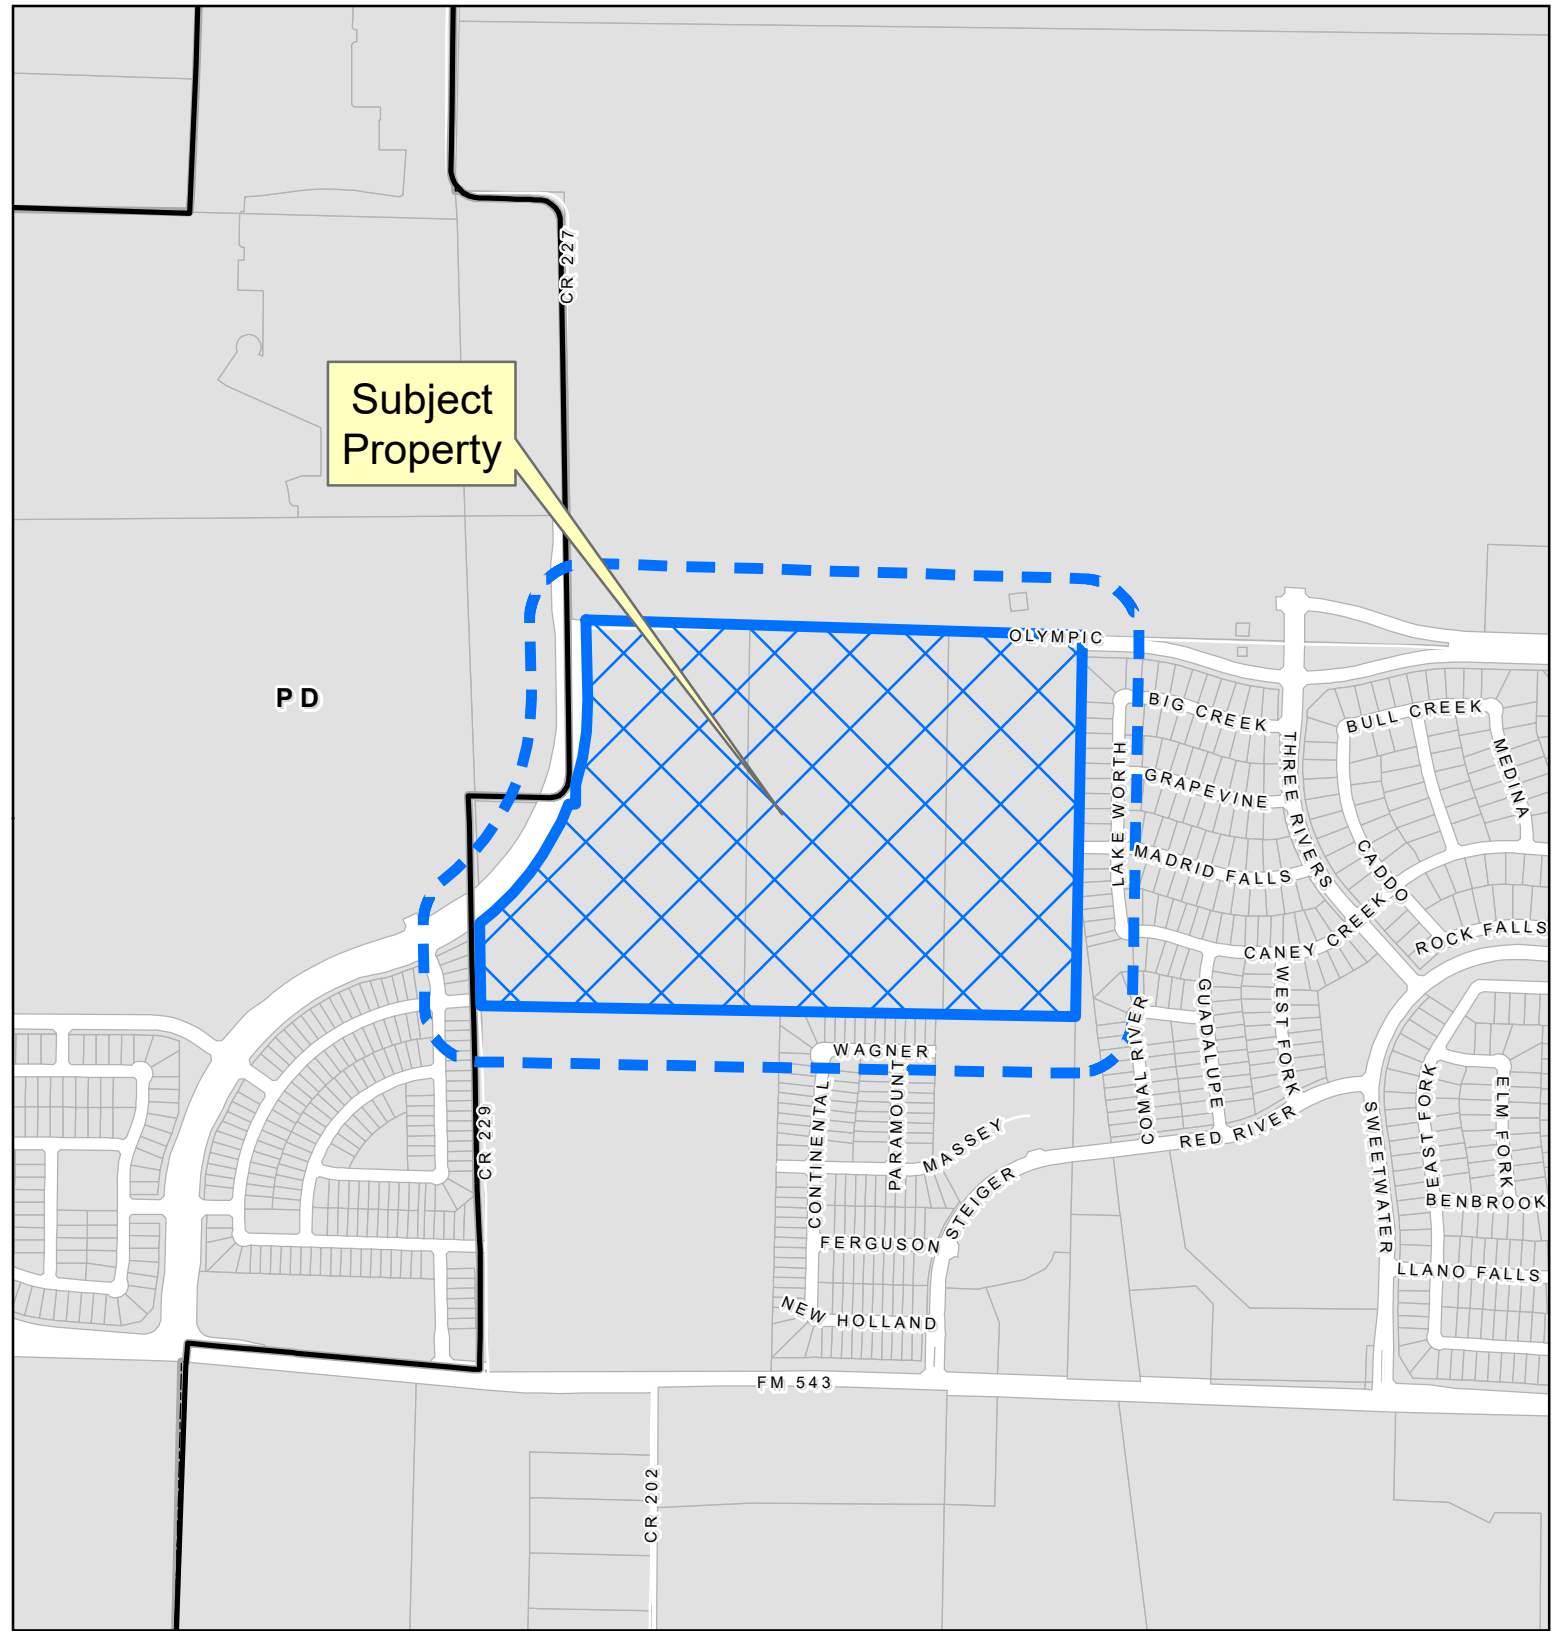 CR 227
Subject
Property
OLYMPIC
PD
BIG CREEK
BULL CREEK
THREE RIVERS
MEDINA
LAKE WORTH
GRAPEVINE
MADRID FALLS
CADDO
CANEY CREEK
ROCK FALLS
GUADALUPE
WEST FORK
COMAL RIVER
WAGNER
CONTINENTAL
PARAMOUNT
MASSEY
CR 229
RED RIVER
STEIGER
SWEETWATER
EAST FORK
ELM FORK
BENBROOK
FERGUSON
LLANO FALLS
NEW HOLLAND
FM 543
CR 202